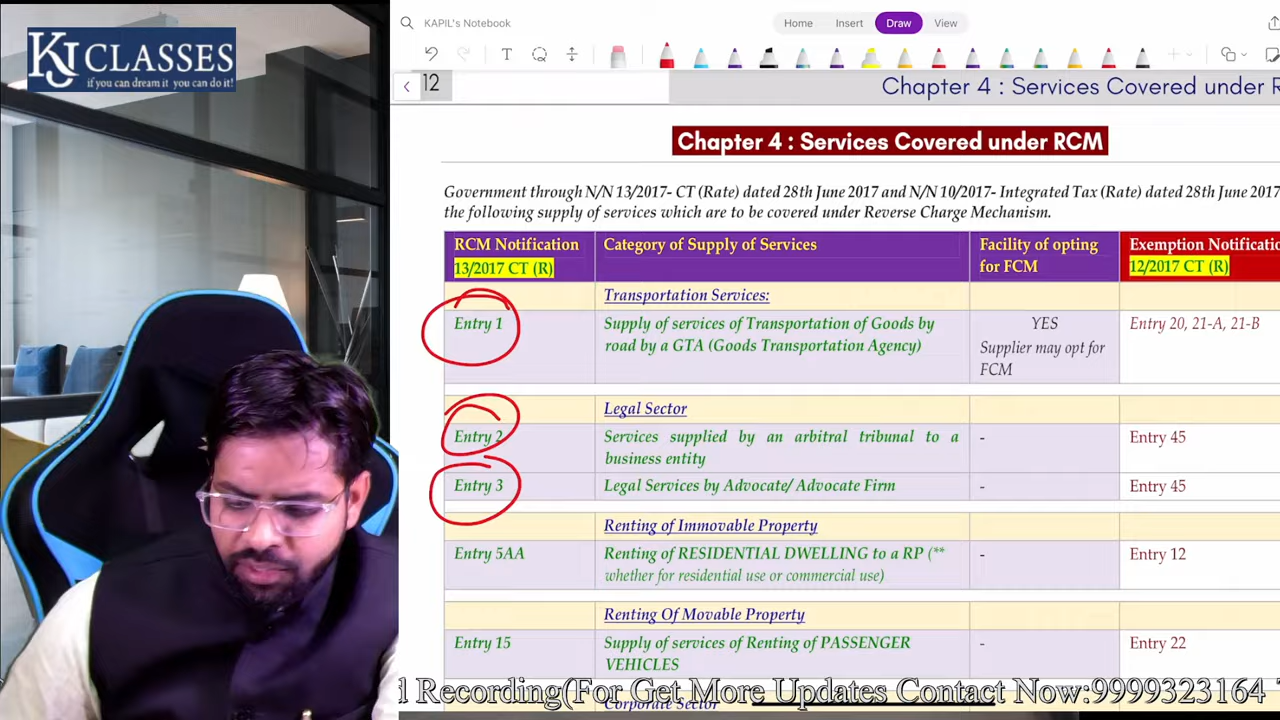 KJ CLASSES
if you can dream it you can do it!
KAPIL's Notebook
Home Insert Draw View
12
Chapter 4 : Services Covered under R
Chapter 4 : Services Covered under RCM
Government through N/N 13/2017- CT (Rate) dated 28th June 2017 and N/N 10/2017- Integrated Tax (Rate) dated 28th June 2017
the following supply of services which are to be covered under Reverse Charge Mechanism.
RCM Notification Category of Supply of Services Facility of opting Exemption Notificatio
13/2017 CT (R) for FCM 12/2017 CT (R)
Transportation Services:
Entry 1 Supply of services of Transportation of Goods by YES Entry 20, 21-A, 21-B
road by a GTA (Goods Transportation Agency) Supplier may opt for
FCM
Legal Sector
Entry 2 Services supplied by an arbitral tribunal to a - Entry 45
business entity
Entry 3 Legal Services by Advocate/ Advocate Firm - Entry 45
Renting of Immovable Property
Entry 5AA Renting of RESIDENTIAL DWELLING to a RP (** - Entry 12
whether for residential use or commercial use)
Renting Of Movable Property
Entry 15 Supply of services of Renting of PASSENGER - Entry 22
VEHICLES
d Recording(For Get More Updates Contact Now:9999323164
Corporate Sector